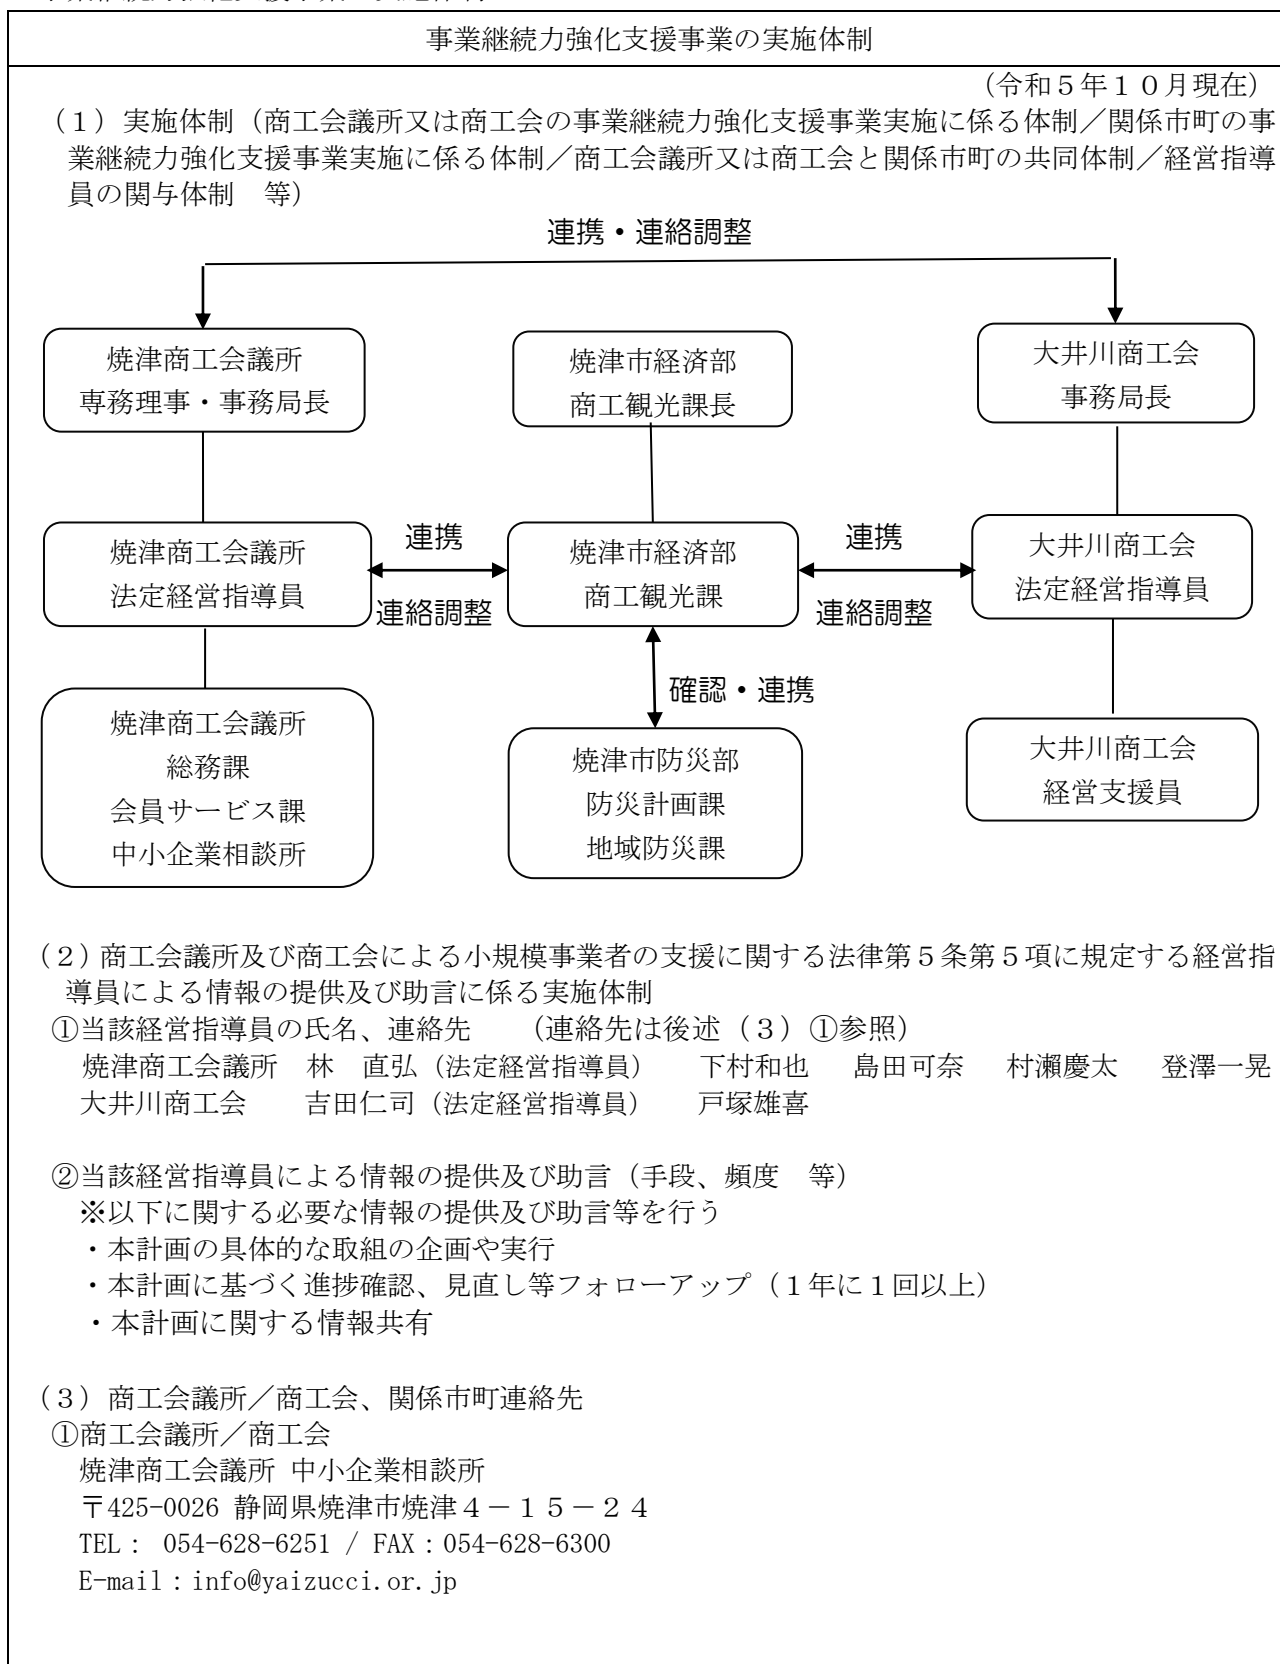 事業継続力強化支援事業の実施体制
（令和５年１０月現在）
（１）実施体制（商工会議所又は商工会の事業継続力強化支援事業実施に係る体制／関係市町の事
業継続力強化支援事業実施に係る体制／商工会議所又は商工会と関係市町の共同体制／経営指導
員の関与体制　等）
連携・連絡調整
焼津商工会議所
専務理事・事務局長
焼津市経済部
商工観光課長
大井川商工会
事務局長
焼津商工会議所
法定経営指導員
連携
連絡調整
焼津市経済部
商工観光課
連携
連絡調整
大井川商工会
法定経営指導員
確認・連携
焼津商工会議所
総務課
会員サービス課
中小企業相談所
焼津市防災部
防災計画課
地域防災課
大井川商工会
経営支援員
（２）商工会議所及び商工会による小規模事業者の支援に関する法律第５条第５項に規定する経営指
導員による情報の提供及び助言に係る実施体制
①当該経営指導員の氏名、連絡先　　（連絡先は後述（３）①参照）
焼津商工会議所　林　直弘（法定経営指導員）　　下村和也　島田可奈　村瀬慶太　登澤一晃
大井川商工会　　吉田仁司（法定経営指導員）　　戸塚雄喜
②当該経営指導員による情報の提供及び助言（手段、頻度　等）
※以下に関する必要な情報の提供及び助言等を行う
・本計画の具体的な取組の企画や実行
・本計画に基づく進捗確認、見直し等フォローアップ（１年に１回以上）
・本計画に関する情報共有
（３）商工会議所／商工会、関係市町連絡先
①商工会議所／商工会
焼津商工会議所 中小企業相談所
〒425-0026 静岡県焼津市焼津４－１５－２４
TEL： 054-628-6251 / FAX：054-628-6300
E-mail：info@yaizucci.or.jp